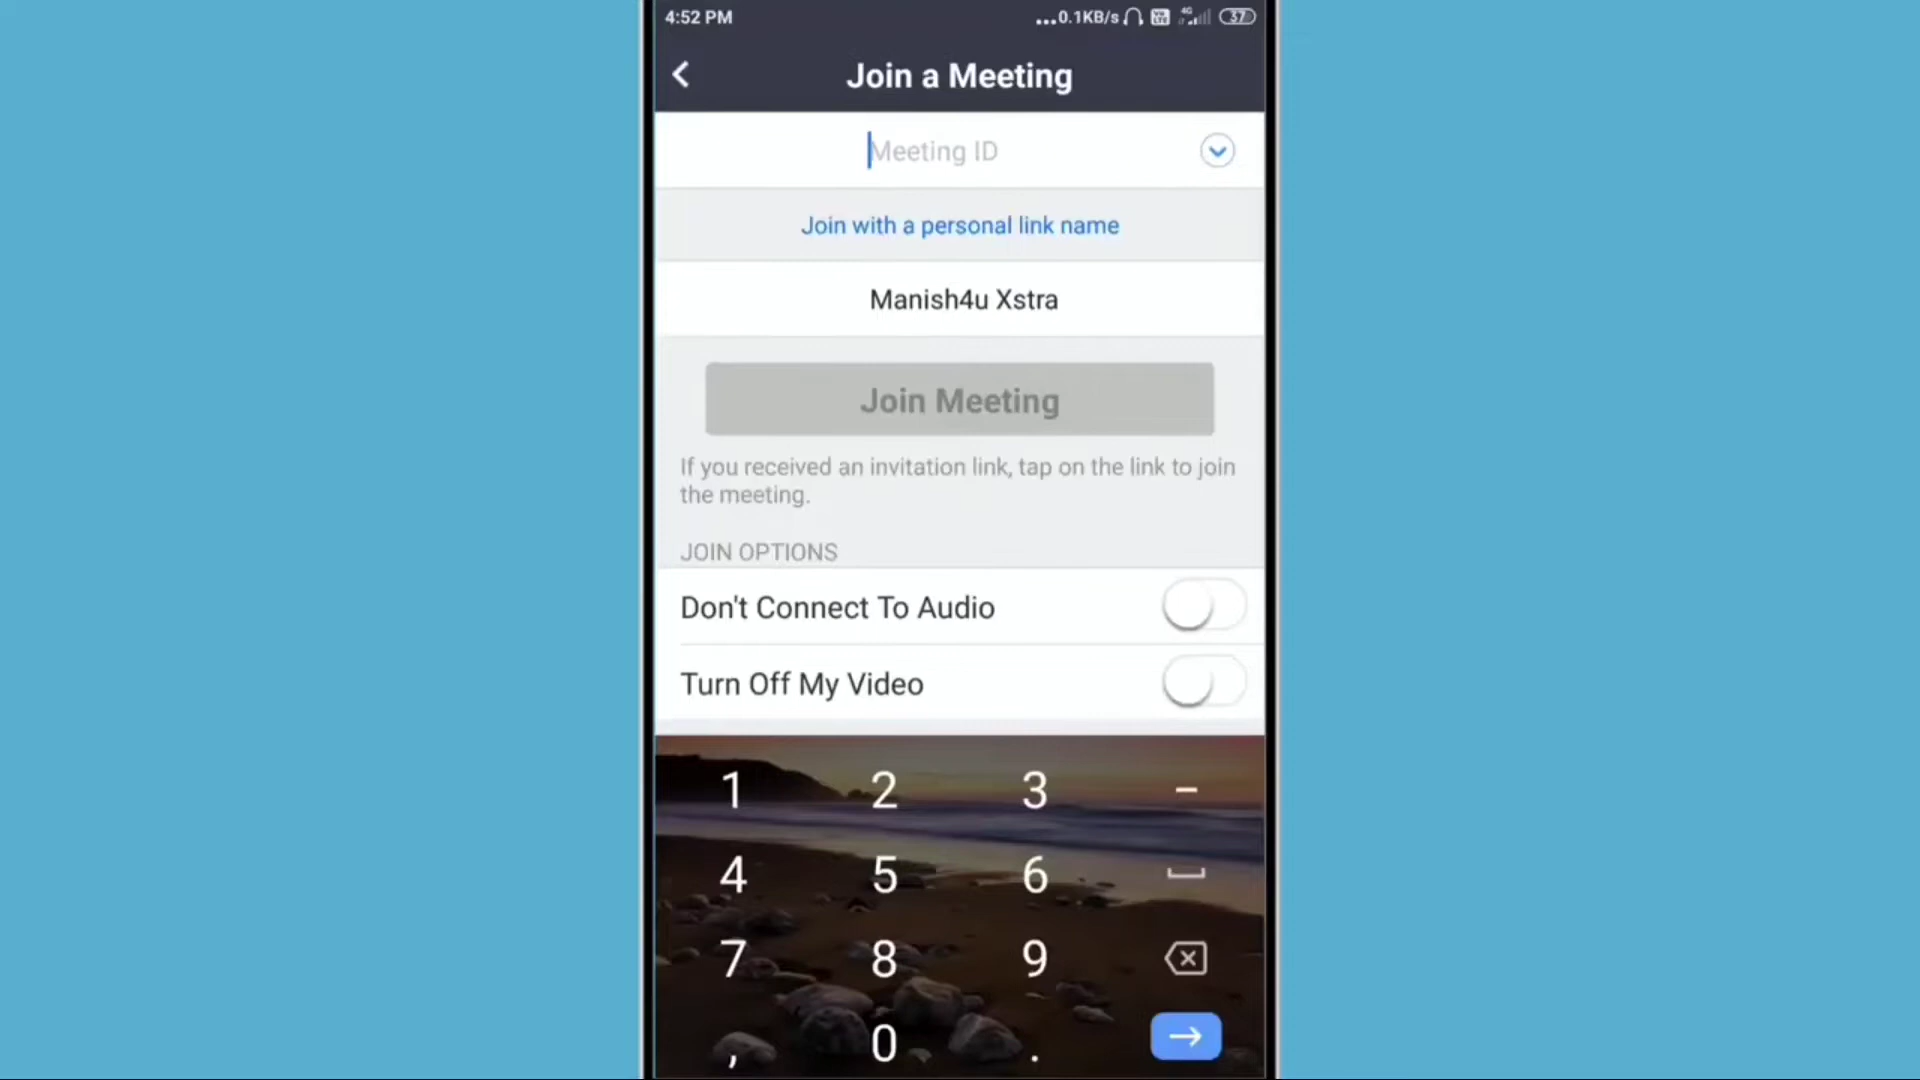 4:52 PM
...0.1KB/s VoLTE 4G 37
Join a Meeting
Meeting ID
Join with a personal link name
Manish4u Xstra
Join Meeting
If you received an invitation link, tap on the link to join
the meeting.
JOIN OPTIONS
Don't Connect To Audio
Turn Off My Video
1 2 3 -
4 5 6
7 8 9
, 0 .